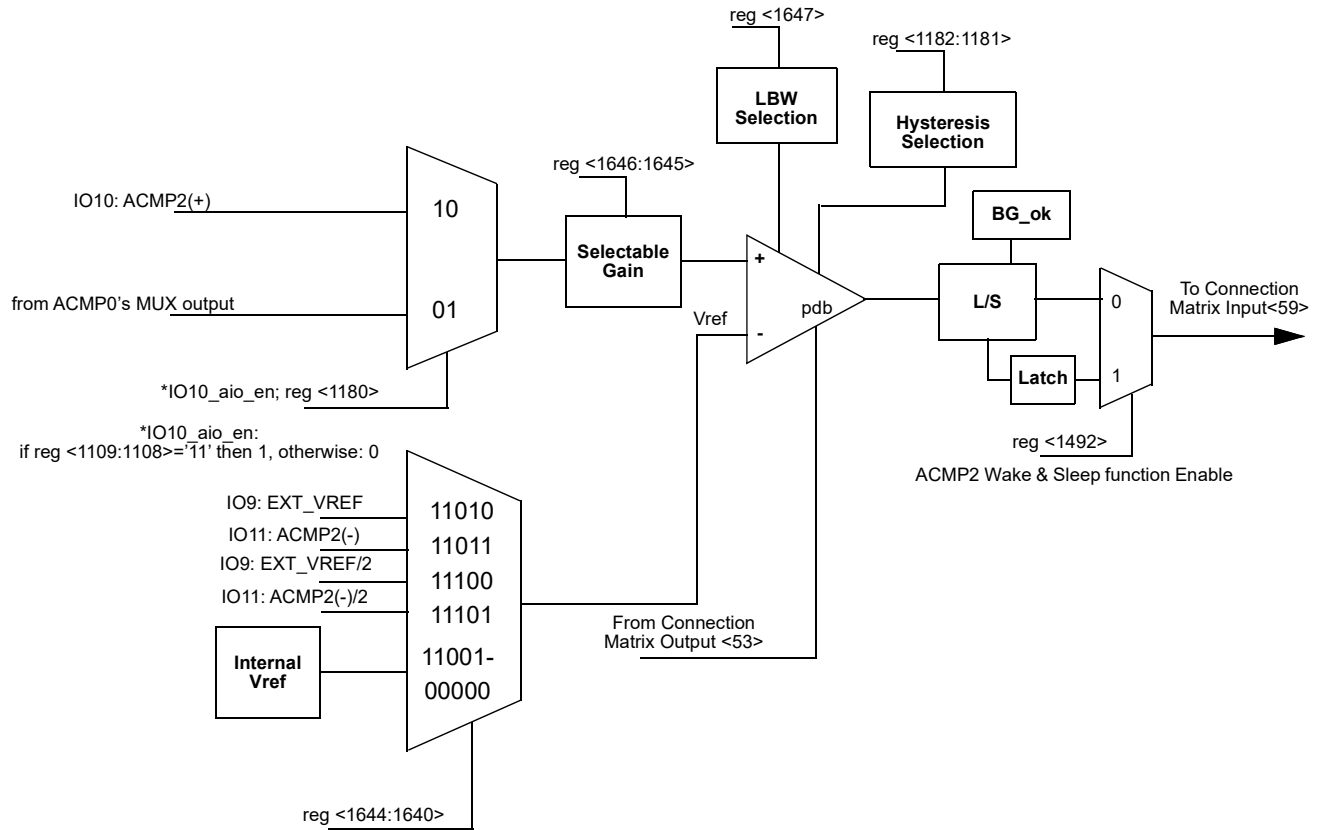 reg <1647>
reg <1182:1181>
LBW
Selection
Hysteresis
Selection
reg <1646:1645>
IO10: ACMP2(+)
10
Selectable
Gain
BG_ok
+
from ACMP0's MUX output
01
L/S
0
To Connection
Matrix Input<59>
Vref
pdb
-
Latch
1
*IO10_aio_en; reg <1180>
*IO10_aio_en:
if reg <1109:1108>='11' then 1, otherwise: 0
reg <1492>
ACMP2 Wake & Sleep function Enable
IO9: EXT_VREF
11010
IO11: ACMP2(-)
11011
IO9: EXT_VREF/2
11100
IO11: ACMP2(-)/2
11101
From Connection
Matrix Output <53>
Internal
Vref
11001-
00000
reg <1644:1640>